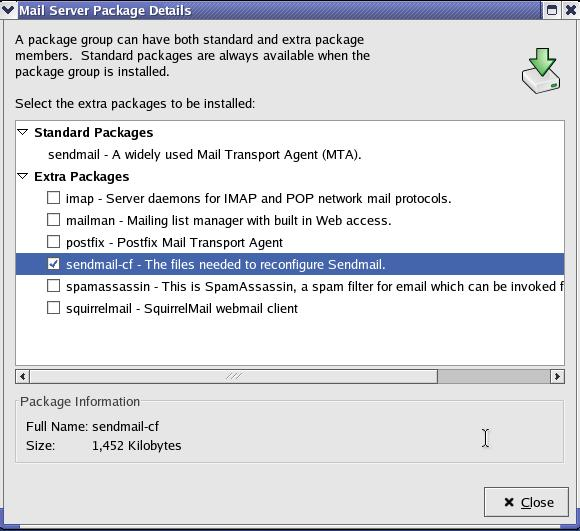 Mail Server Package Details
A package group can have both standard and extra package
members. Standard packages are always available when the
package group is installed.
Select the extra packages to be installed:
Standard Packages
sendmail - A widely used Mail Transport Agent (MTA).
Extra Packages
imap - Server daemons for IMAP and POP network mail protocols.
mailman - Mailing list manager with built in Web access.
postfix - Postfix Mail Transport Agent
sendmail-cf - The files needed to reconfigure Sendmail.
spamassassin - This is SpamAssassin, a spam filter for email which can be invoked f
squirrelmail - SquirrelMail webmail client
Package Information
Full Name: sendmail-cf
Size: 1,452 Kilobytes
Close